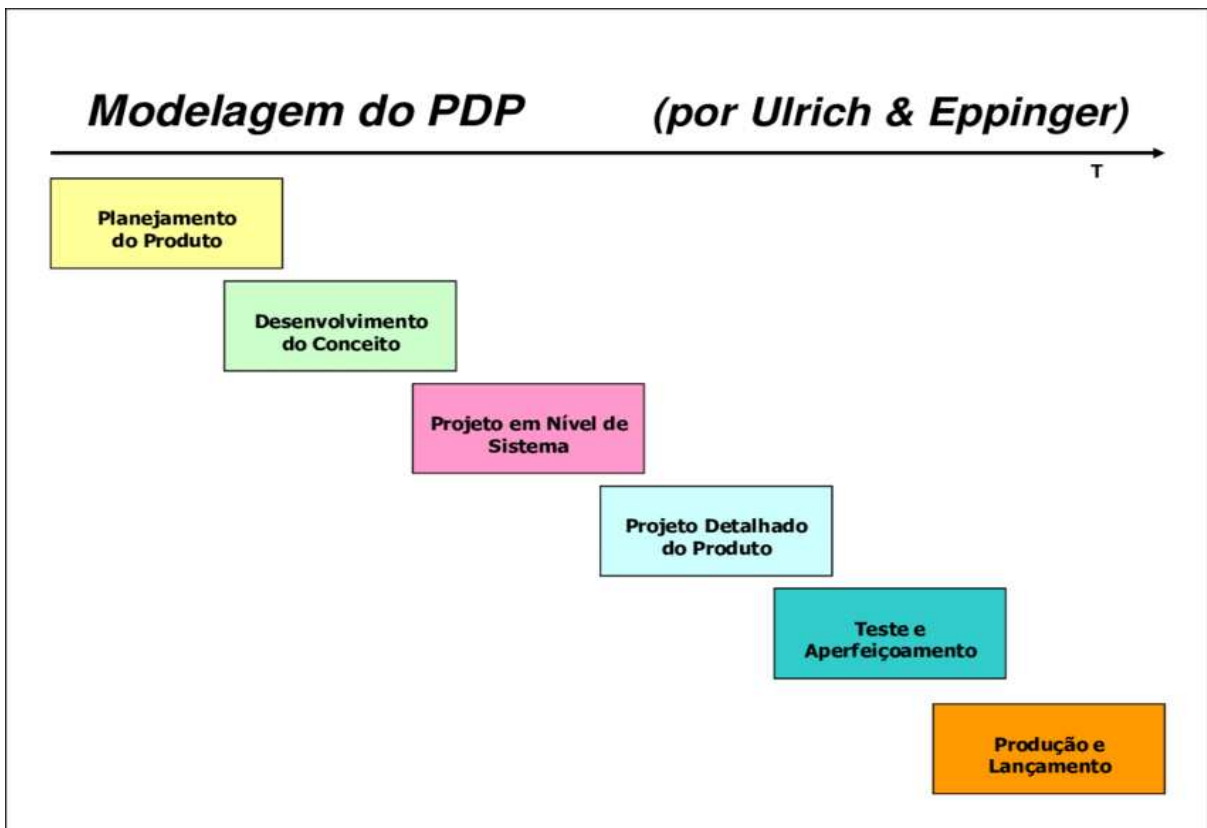 Modelagem do PDP (por Ulrich & Eppinger)
T
Planejamento
do Produto
Desenvolvimento
do Conceito
Projeto em Nível de
Sistema
Projeto Detalhado
do Produto
Teste e
Aperfeiçoamento
Produção e
Lançamento